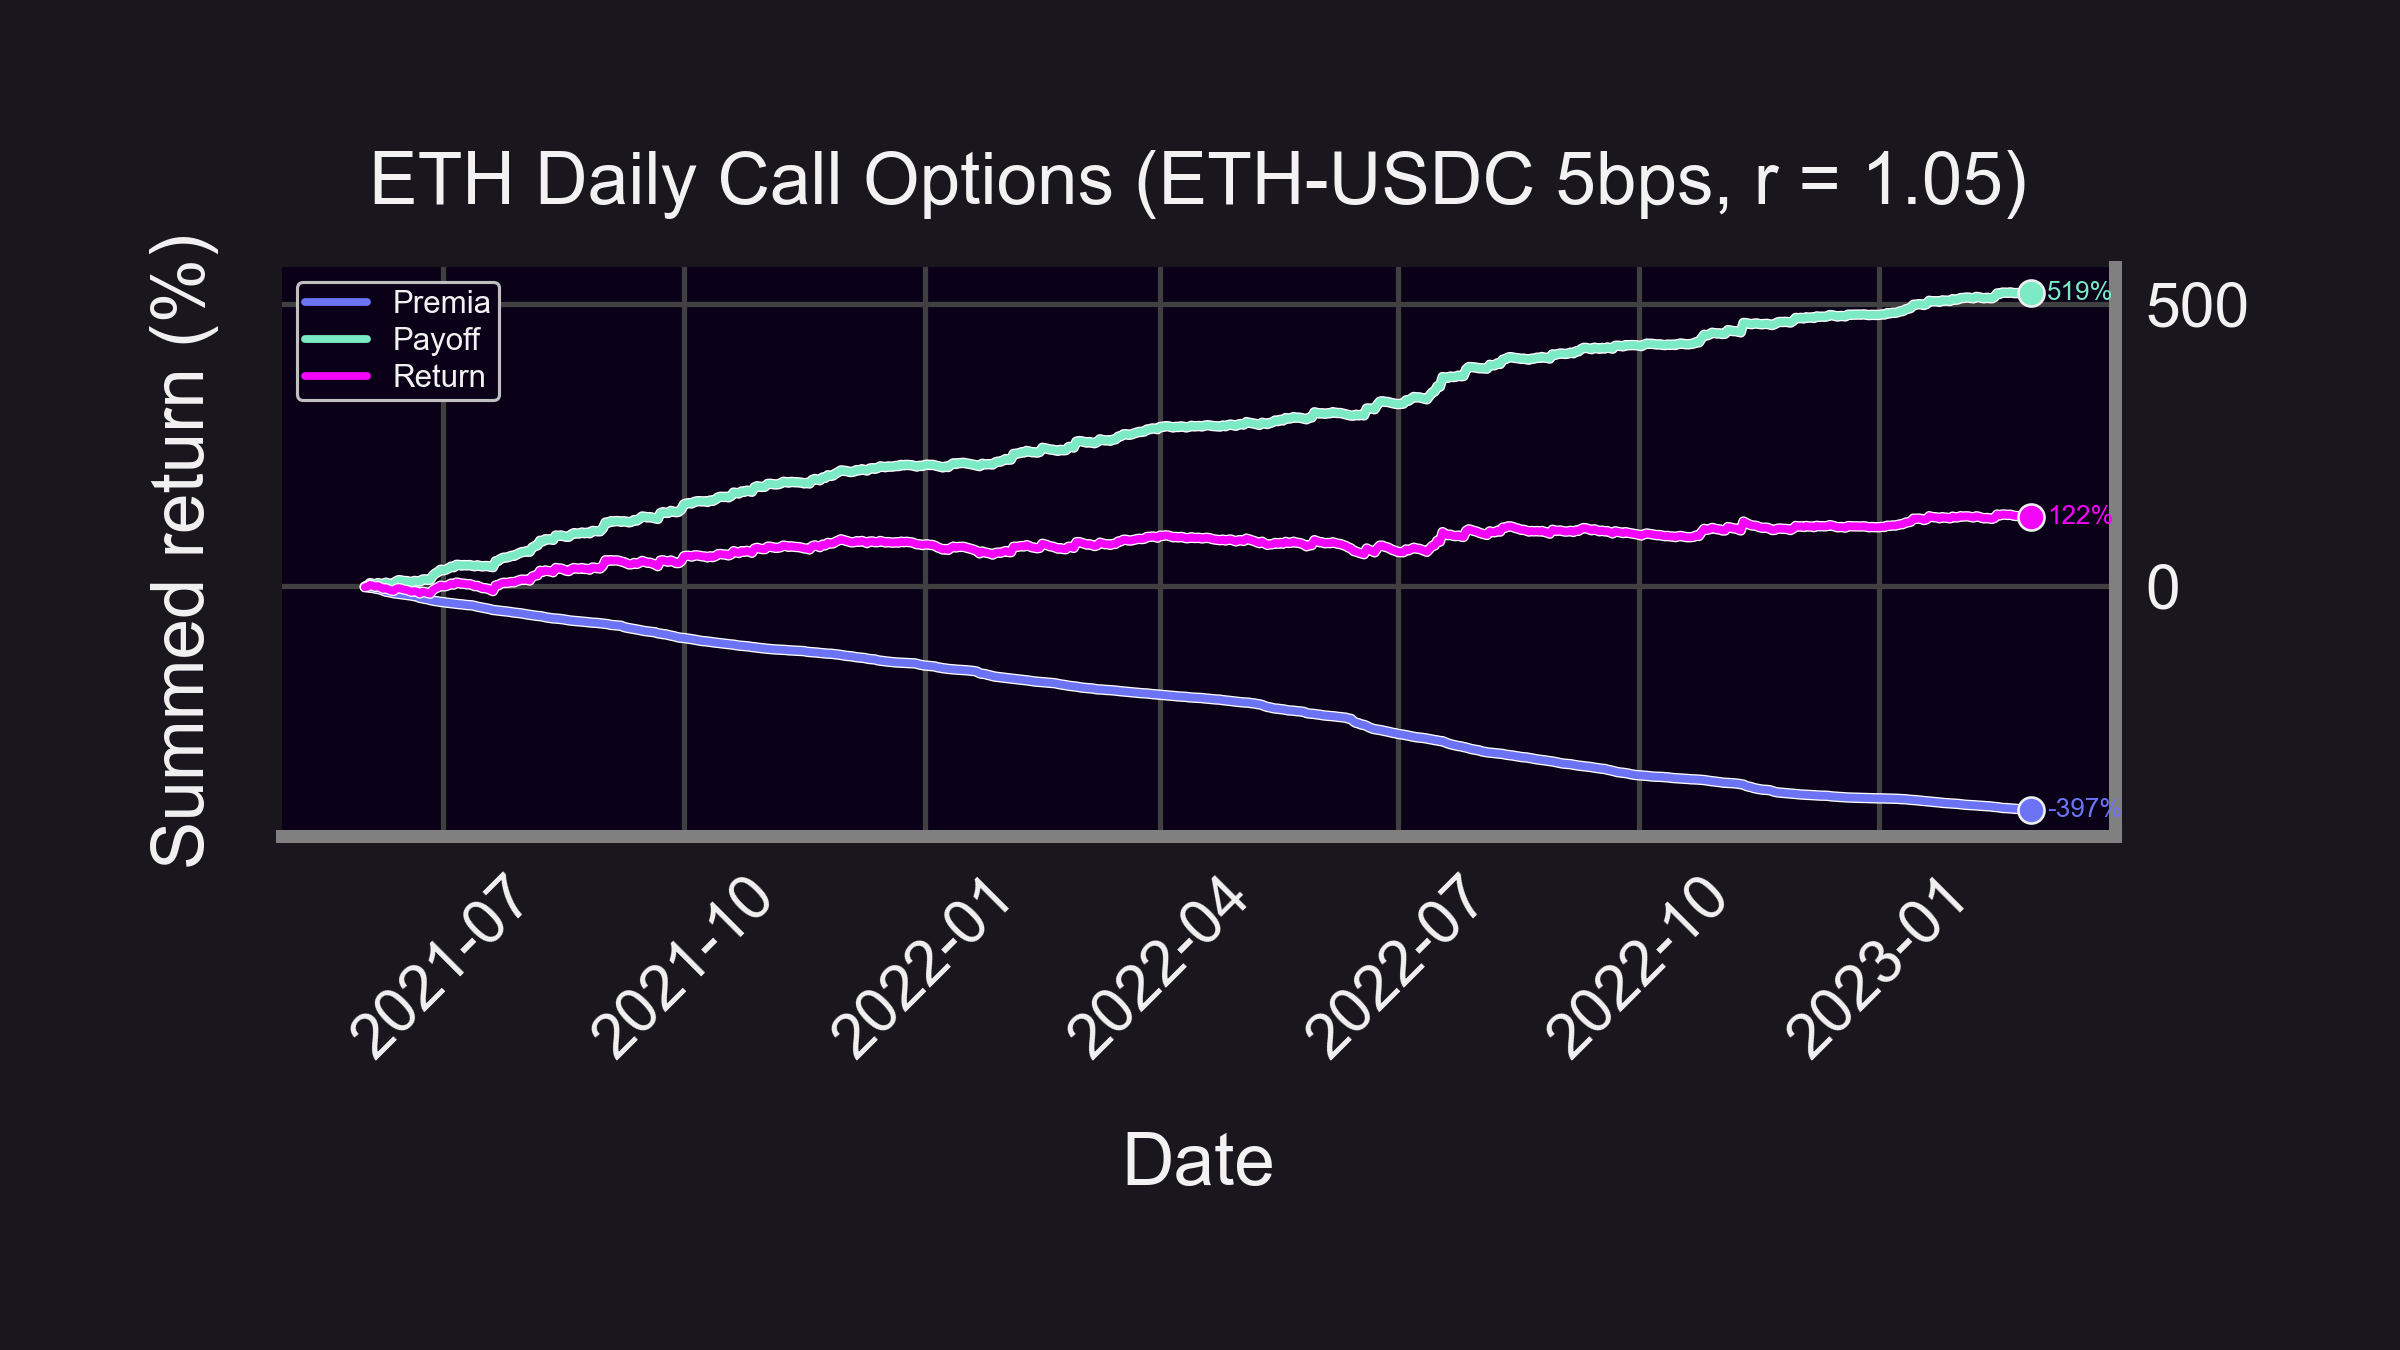 ETH Daily Call Options (ETH-USDC 5bps, r = 1.05)
Summed return (%)
Premia
Payoff
Return
519%
122%
-397%
500
0
2021-07
2021-10
2022-01
2022-04
2022-07
2022-10
2023-01
Date